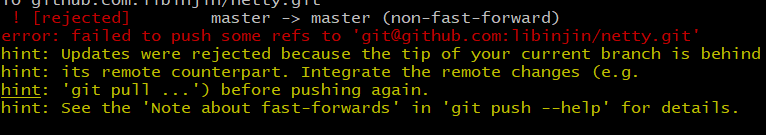 To github.com:libinjin/netty.git
 ! [rejected]        master -> master (non-fast-forward)
error: failed to push some refs to 'git@github.com:libinjin/netty.git'
hint: Updates were rejected because the tip of your current branch is behind
hint: its remote counterpart. Integrate the remote changes (e.g.
hint: 'git pull ...') before pushing again.
hint: See the 'Note about fast-forwards' in 'git push --help' for details.